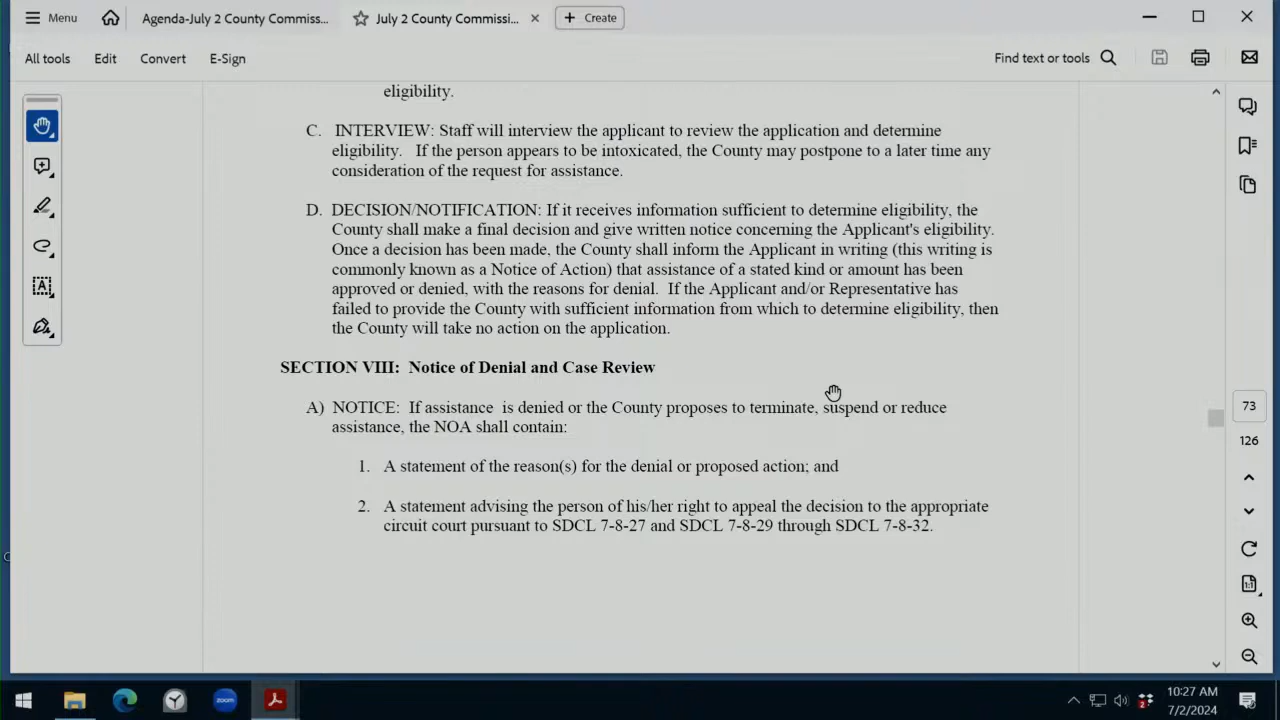 Menu
Agenda-July 2 County Commiss...
July 2 County Commissi...
Create
All tools
Edit
Convert
E-Sign
Find text or tools
eligibility.
C. INTERVIEW: Staff will interview the applicant to review the application and determine
eligibility. If the person appears to be intoxicated, the County may postpone to a later time any
consideration of the request for assistance.
D. DECISION/NOTIFICATION: If it receives information sufficient to determine eligibility, the
County shall make a final decision and give written notice concerning the Applicant's eligibility.
Once a decision has been made, the County shall inform the Applicant in writing (this writing is
commonly known as a Notice of Action) that assistance of a stated kind or amount has been
approved or denied, with the reasons for denial. If the Applicant and/or Representative has
failed to provide the County with sufficient information from which to determine eligibility, then
the County will take no action on the application.
SECTION VIII: Notice of Denial and Case Review
A) NOTICE: If assistance is denied or the County proposes to terminate, suspend or reduce
assistance, the NOA shall contain:
1. A statement of the reason(s) for the denial or proposed action; and
2. A statement advising the person of his/her right to appeal the decision to the appropriate
circuit court pursuant to SDCL 7-8-27 and SDCL 7-8-29 through SDCL 7-8-32.
73
126
1:1
zoom
2
10:27 AM
7/2/2024